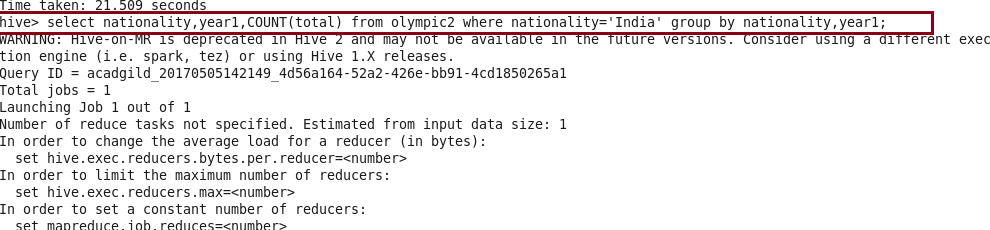 Time taken: 21.509 seconds
hive> select nationality,year1,COUNT(total) from olympic2 where nationality='India' group by nationality,year1;
WARNING: Hive-on-MR is deprecated in Hive 2 and may not be available in the future versions. Consider using a different exec
tion engine (i.e. spark, tez) or using Hive 1.X releases.
Query ID = acadgild_20170505142149_4d56a164-52a2-426e-bb91-4cd1850265a1
Total jobs = 1
Launching Job 1 out of 1
Number of reduce tasks not specified. Estimated from input data size: 1
In order to change the average load for a reducer (in bytes):
  set hive.exec.reducers.bytes.per.reducer=<number>
In order to limit the maximum number of reducers:
  set hive.exec.reducers.max=<number>
In order to set a constant number of reducers:
  set mapreduce.job.reduces=<number>